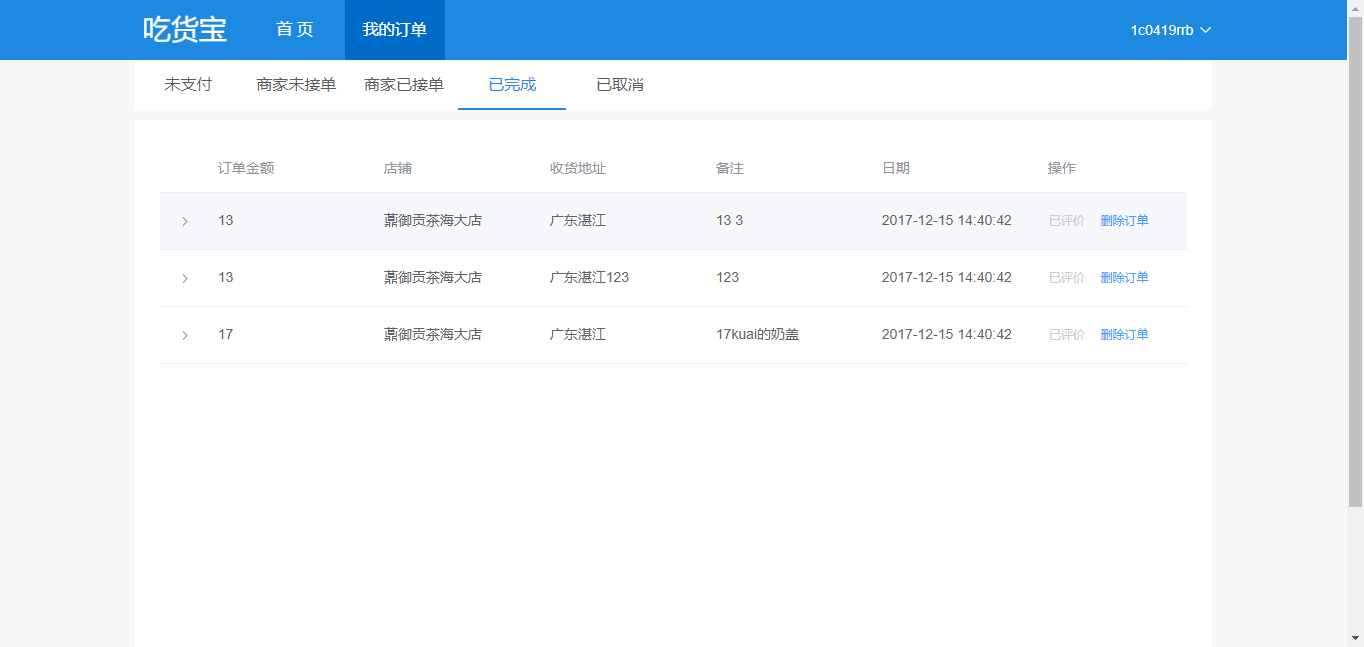 吃货宝 首 页 我的订单 1c0419rrb
未支付 商家未接单 商家已接单 已完成 已取消
订单金额 店铺 收货地址 备注 日期 操作
13 薡御贡茶海大店 广东湛江 13 3 2017-12-15 14:40:42 已评价 删除订单
13 薡御贡茶海大店 广东湛江123 123 2017-12-15 14:40:42 已评价 删除订单
17 薡御贡茶海大店 广东湛江 17kuai的奶盖 2017-12-15 14:40:42 已评价 删除订单